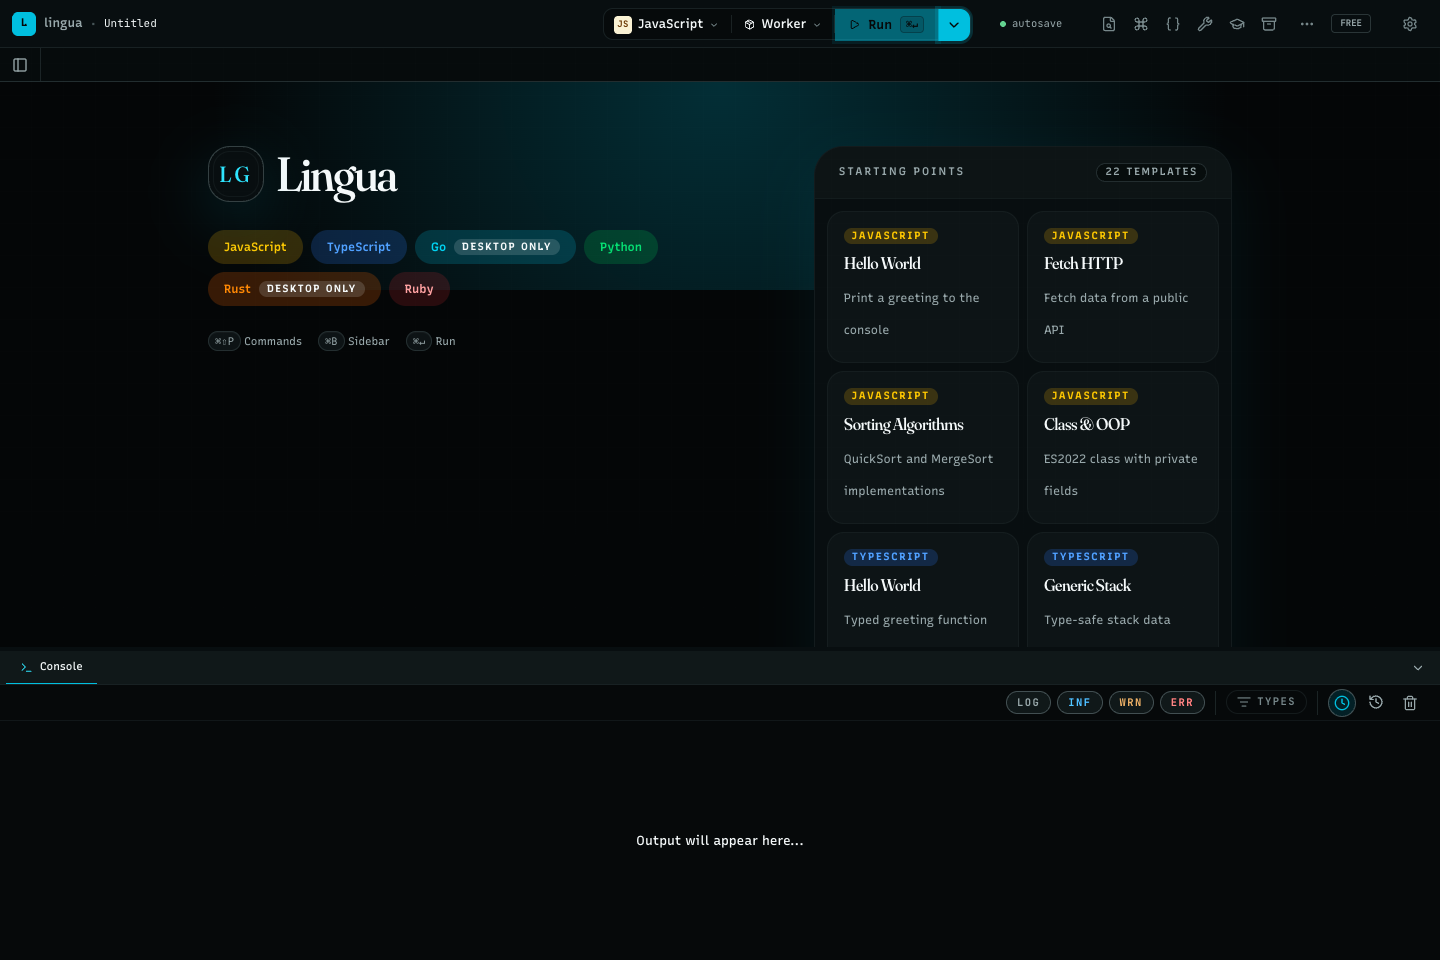 L lingua · Untitled
JS JavaScript
Worker
Run ⌘↵
autosave
FREE
LG Lingua
JavaScript
TypeScript
Go DESKTOP ONLY
Python
Rust DESKTOP ONLY
Ruby
⌘⇧P Commands
⌘B Sidebar
⌘↵ Run
STARTING POINTS
22 TEMPLATES
JAVASCRIPT
Hello World
Print a greeting to the
console
JAVASCRIPT
Fetch HTTP
Fetch data from a public
API
JAVASCRIPT
Sorting Algorithms
QuickSort and MergeSort
implementations
JAVASCRIPT
Class & OOP
ES2022 class with private
fields
TYPESCRIPT
Hello World
Typed greeting function
TYPESCRIPT
Generic Stack
Type-safe stack data
Console
LOG
INF
WRN
ERR
TYPES
Output will appear here...